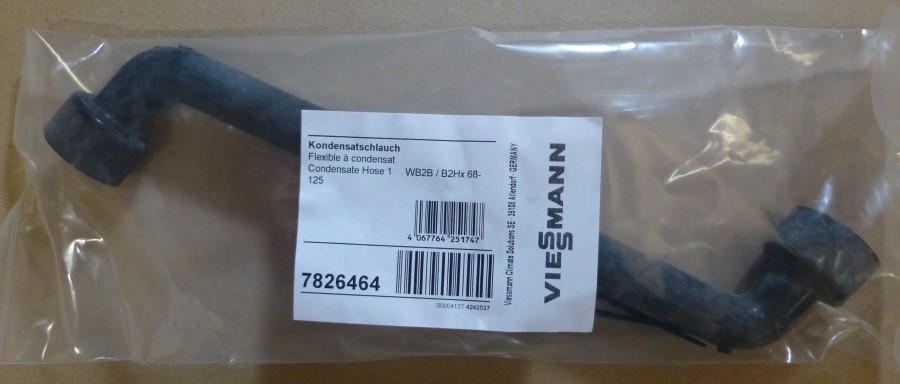 Kondensatschlauch
Flexible à condensat
Condensate Hose 1 WB2B / B2Hx 68-
125
4 067764 251747
7826464
00004127 4242537
Viessmann Climate Solutions SE · 35108 Allendorf · GERMANY
VIESSMANN